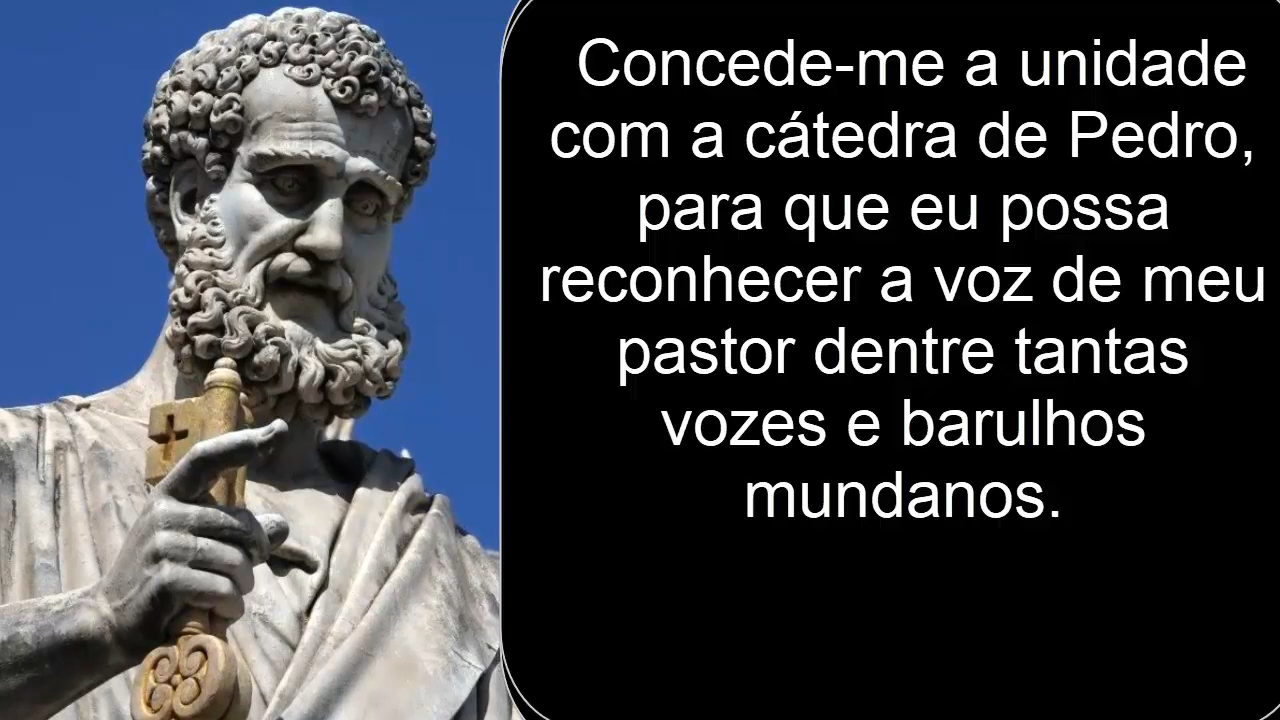 Concede-me a unidade
com a cátedra de Pedro,
para que eu possa
reconhecer a voz de meu
pastor dentre tantas
vozes e barulhos
mundanos.